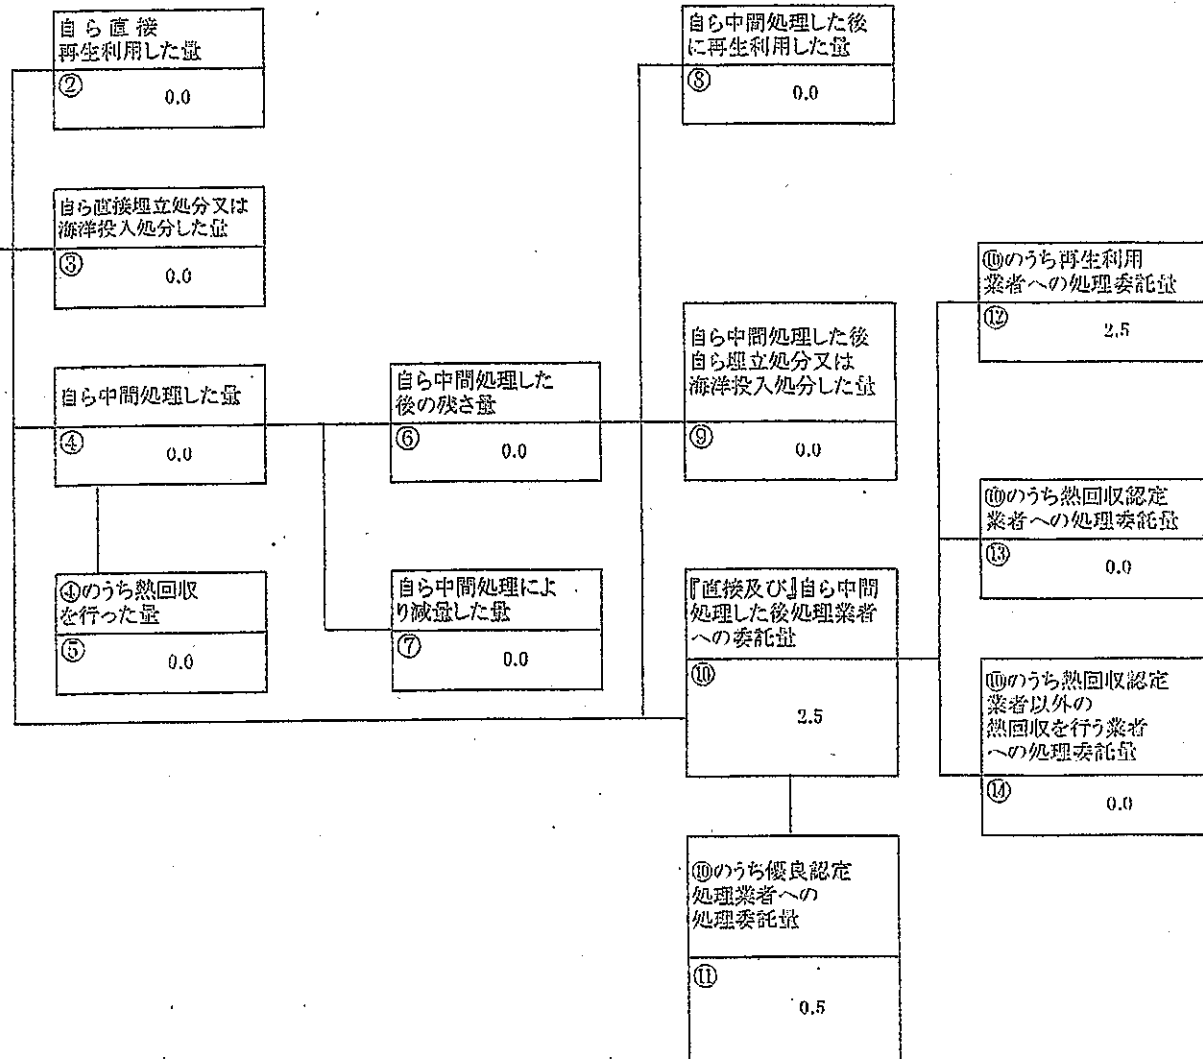 自ら直接
再生利用した量
②
0.0
自ら直接埋立処分又は
海洋投入処分した量
③
0.0
自ら中間処理した量
④
0.0
④のうち熱回収
を行った量
⑤
0.0
自ら中間処理した
後の残さ量
⑥
0.0
自ら中間処理によ
り減量した量
⑦
0.0
自ら中間処理した後
に再生利用した量
⑧
0.0
自ら中間処理した後
自ら埋立処分又は
海洋投入処分した量
⑨
0.0
『直接及び』自ら中間
処理した後処理業者
への委託量
⑩
2.5
⑩のうち優良認定
処理業者への
処理委託量
⑪
0.5
⑩のうち再生利用
業者への処理委託量
⑫
2.5
⑩のうち熱回収認定
業者への処理委託量
⑬
0.0
⑩のうち熱回収認定
業者以外の
熱回収を行う業者
への処理委託量
⑭
0.0